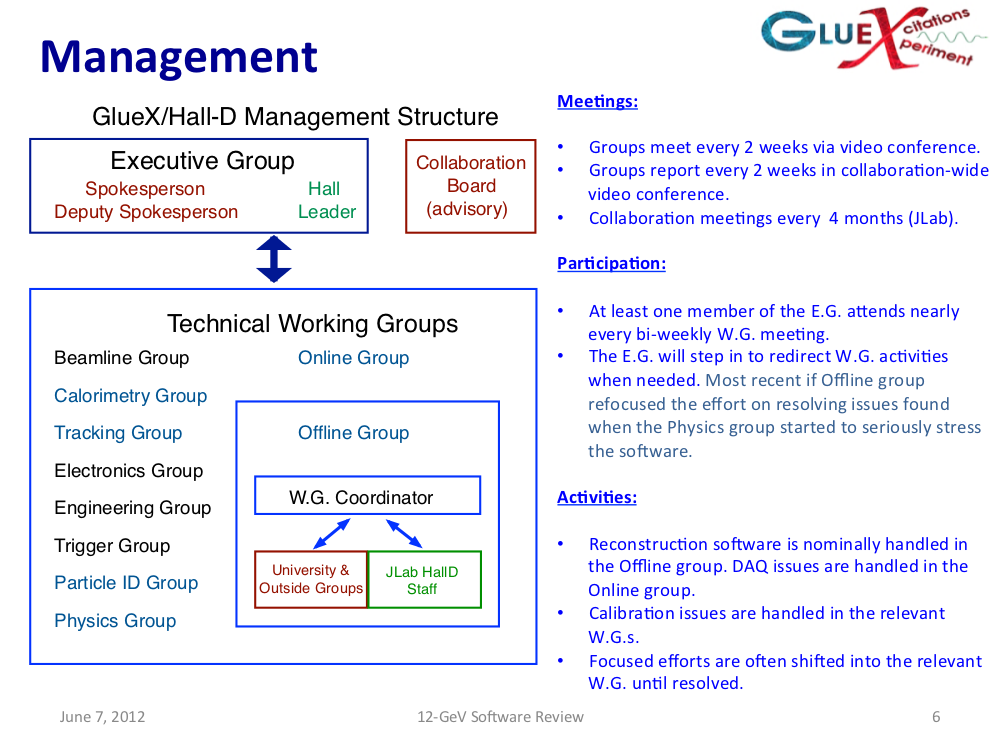 Management
GLUEX citations
xperiment
GlueX/Hall-D Management Structure
Executive Group
Spokesperson
Deputy Spokesperson
Hall
Leader
Collaboration
Board
(advisory)
Technical Working Groups
Beamline Group
Calorimetry Group
Tracking Group
Electronics Group
Engineering Group
Trigger Group
Particle ID Group
Physics Group
Online Group
Offline Group
W.G. Coordinator
University &
Outside Groups
JLab HallD
Staff
Meetings:
• Groups meet every 2 weeks via video conference.
• Groups report every 2 weeks in collaboration-wide
video conference.
• Collaboration meetings every 4 months (JLab).
Participation:
• At least one member of the E.G. attends nearly
every bi-weekly W.G. meeting.
• The E.G. will step in to redirect W.G. activities
when needed. Most recent if Offline group
refocused the effort on resolving issues found
when the Physics group started to seriously stress
the software.
Activities:
• Reconstruction software is nominally handled in
the Offline group. DAQ issues are handled in the
Online group.
• Calibration issues are handled in the relevant
W.G.s.
• Focused efforts are often shifted into the relevant
W.G. until resolved.
June 7, 2012
12-GeV Software Review
6